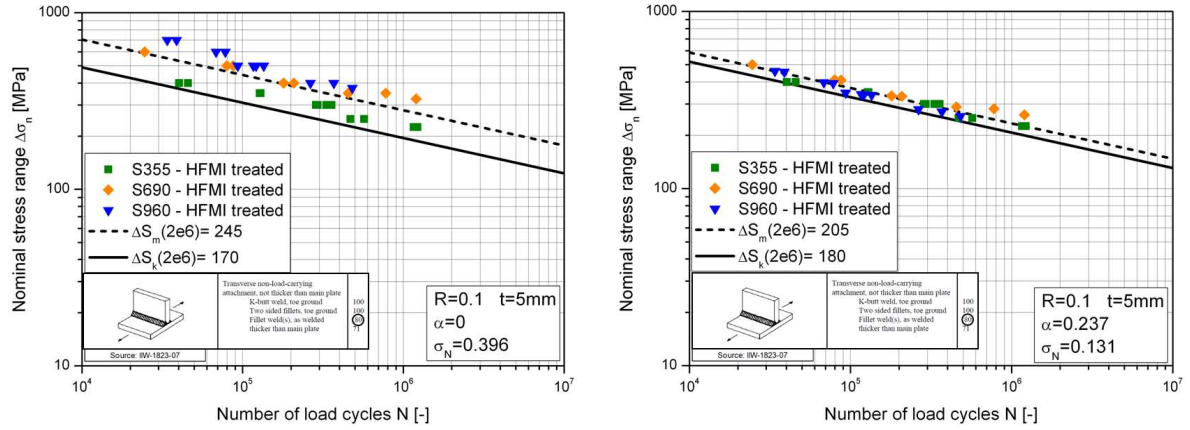 1000
100
10
Nominal stress range Δσn [MPa]
S355 - HFMI treated
S690 - HFMI treated
S960 - HFMI treated
ΔSm(2e6)= 245
ΔSk(2e6)= 170
Transverse non-load-carrying
attachment, not thicker than main plate
K-butt weld, toe ground
Two sided fillets, toe ground
Fillet weld(s), as welded
thicker than main plate
100
100
80
71
Source: IIW-1823-07
R=0.1 t=5mm
α=0
σN=0.396
10^4 10^5 10^6 10^7
Number of load cycles N [-]
1000
100
10
Nominal stress range Δσn [MPa]
S355 - HFMI treated
S690 - HFMI treated
S960 - HFMI treated
ΔSm(2e6)= 205
ΔSk(2e6)= 180
Transverse non-load-carrying
attachment, not thicker than main plate
K-butt weld, toe ground
Two sided fillets, toe ground
Fillet weld(s), as welded
thicker than main plate
100
100
80
71
Source: IIW-1823-07
R=0.1 t=5mm
α=0.237
σN=0.131
10^4 10^5 10^6 10^7
Number of load cycles N [-]